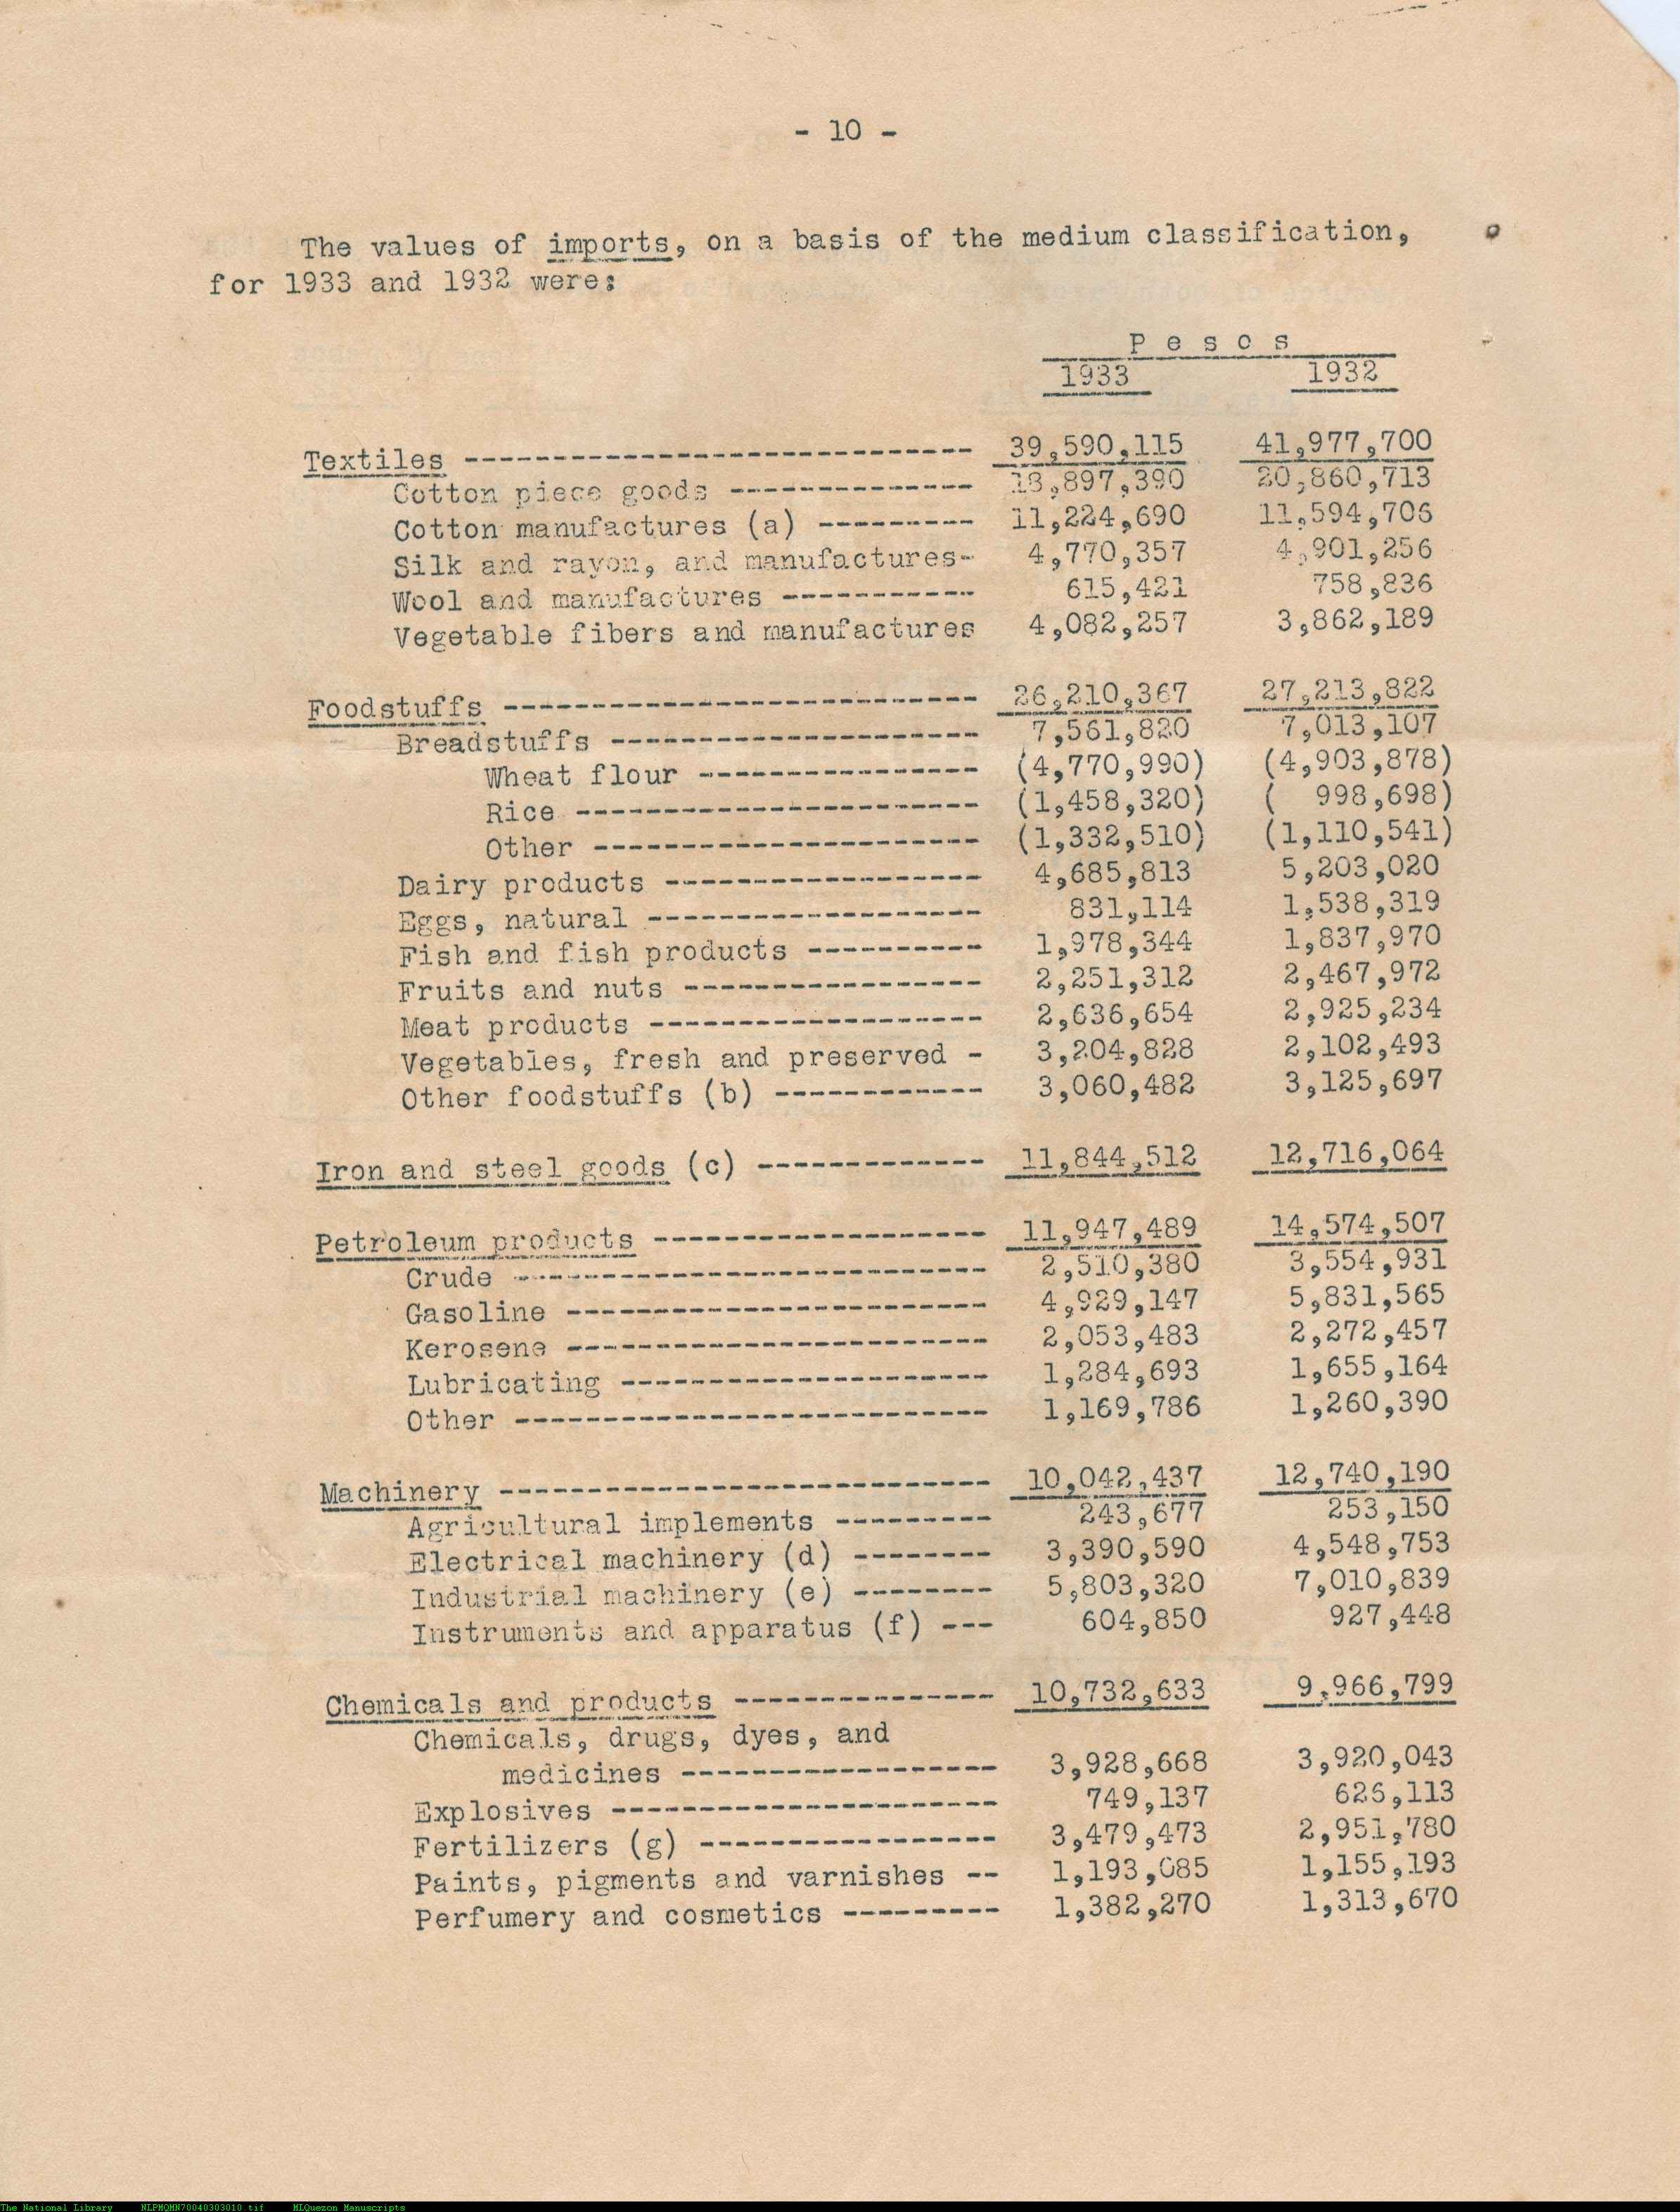 - 10 -
The values of imports, on a basis of the medium classification,
for 1933 and 1932 were:
P e s o s
1933 1932
Textiles ----------------------------- 39,590,115 41,977,700
Cotton piece goods -------------- 18,897,390 20,860,713
Cotton manufactures (a) --------- 11,224,690 11,594,706
Silk and rayon, and manufactures- 4,770,357 4,901,256
Wool and manufactures ----------- 615,421 758,836
Vegetable fibers and manufactures 4,082,257 3,862,189
Foodstuffs --------------------------- 26,210,367 27,213,822
Breadstuffs --------------------- 7,561,820 7,013,107
Wheat flour ---------------- (4,770,990) (4,903,878)
Rice ----------------------- (1,458,320) ( 998,698)
Other ---------------------- (1,332,510) (1,110,541)
Dairy products ------------------ 4,685,813 5,203,020
Eggs, natural ------------------- 831,114 1,538,319
Fish and fish products ---------- 1,978,344 1,837,970
Fruits and nuts ----------------- 2,251,312 2,467,972
Meat products ------------------- 2,636,654 2,925,234
Vegetables, fresh and preserved - 3,204,828 2,102,493
Other foodstuffs (b) ------------ 3,060,482 3,125,697
Iron and steel goods (c) ------------- 11,844,512 12,716,064
Petroleum products ------------------- 11,947,489 14,574,507
Crude --------------------------- 2,510,380 3,554,931
Gasoline ------------------------ 4,929,147 5,831,565
Kerosene ------------------------ 2,053,483 2,272,457
Lubricating --------------------- 1,284,693 1,655,164
Other --------------------------- 1,169,786 1,260,390
Machinery ---------------------------- 10,042,437 12,740,190
Agricultural implements --------- 243,677 253,150
Electrical machinery (d) -------- 3,390,590 4,548,753
Industrial machinery (e) -------- 5,803,320 7,010,839
Instruments and apparatus (f) --- 604,850 927,448
Chemicals and products --------------- 10,732,633 9,966,799
Chemicals, drugs, dyes, and
medicines ------------------ 3,928,668 3,920,043
Explosives ---------------------- 749,137 626,113
Fertilizers (g) ----------------- 3,479,473 2,951,780
Paints, pigments and varnishes -- 1,193,085 1,155,193
Perfumery and cosmetics --------- 1,382,270 1,313,670
The National Library NLPMQMN70040303010.tif MLQuezon Manuscripts